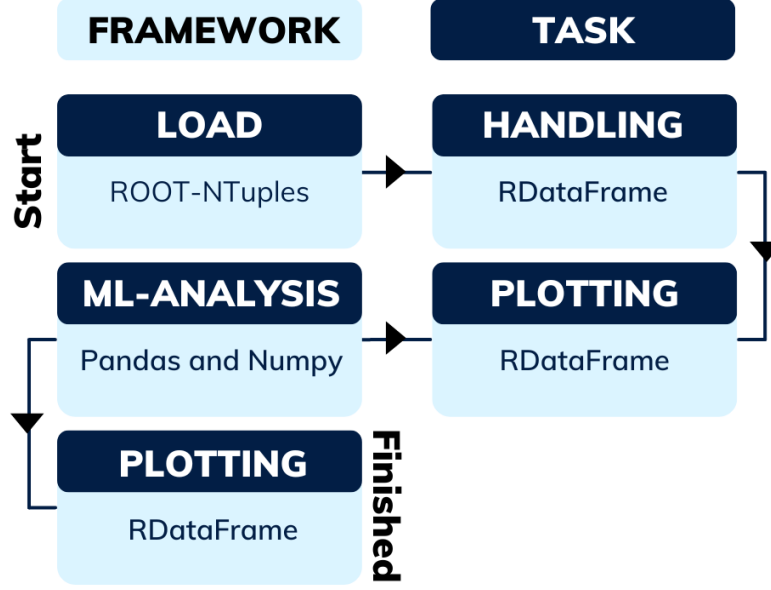 FRAMEWORK
TASK
Start
LOAD
ROOT-NTuples
HANDLING
RDataFrame
ML-ANALYSIS
Pandas and Numpy
PLOTTING
RDataFrame
PLOTTING
RDataFrame
Finished